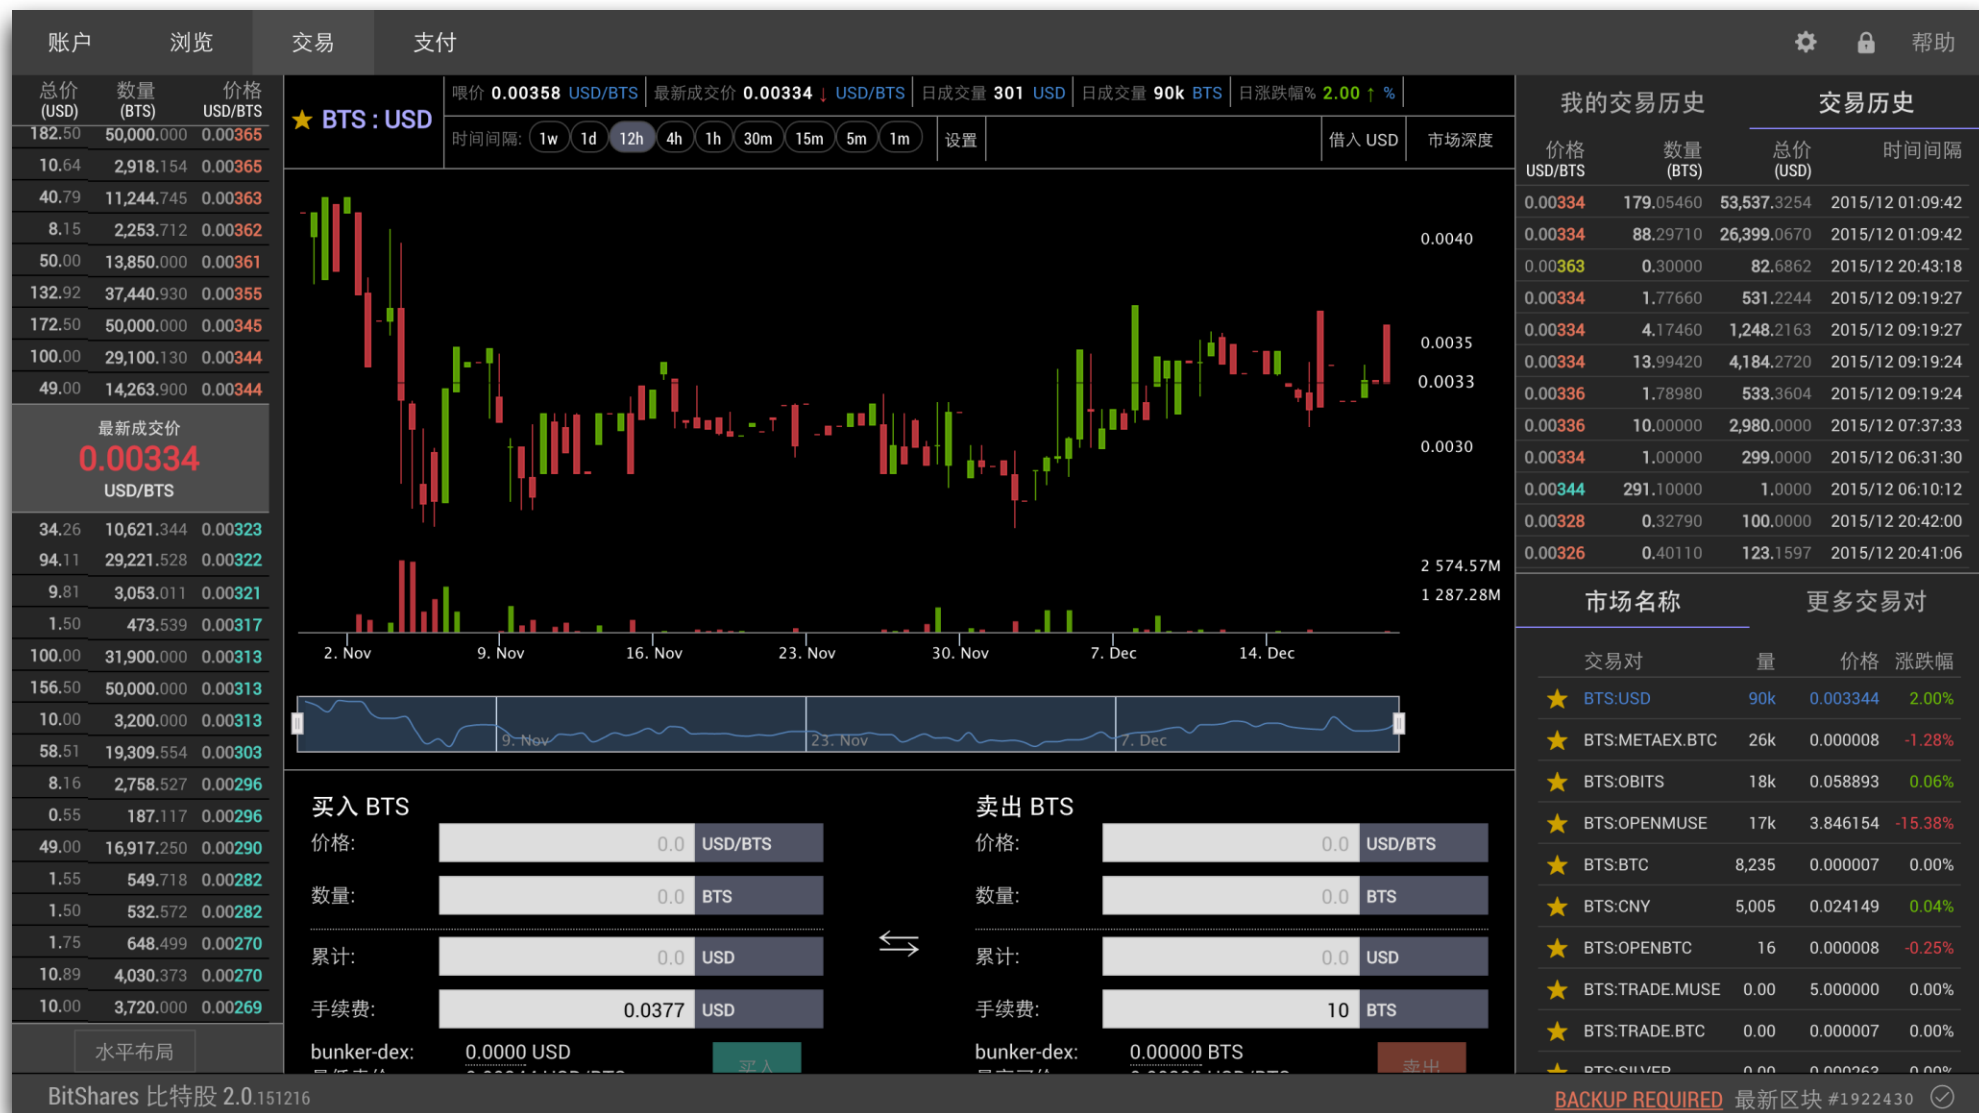 账户 浏览 交易 支付 帮助
总价 数量 价格
(USD) (BTS) USD/BTS
182.50 50,000.000 0.00365
10.64 2,918.154 0.00365
40.79 11,244.745 0.00363
8.15 2,253.712 0.00362
50.00 13,850.000 0.00361
132.92 37,440.930 0.00355
172.50 50,000.000 0.00345
100.00 29,100.130 0.00344
49.00 14,263.900 0.00344
最新成交价
0.00334
USD/BTS
34.26 10,621.344 0.00323
94.11 29,221.528 0.00322
9.81 3,053.011 0.00321
1.50 473.539 0.00317
100.00 31,900.000 0.00313
156.50 50,000.000 0.00313
10.00 3,200.000 0.00313
58.51 19,309.554 0.00303
8.16 2,758.527 0.00296
0.55 187.117 0.00296
49.00 16,917.250 0.00290
1.55 549.718 0.00282
1.50 532.572 0.00282
1.75 648.499 0.00270
10.89 4,030.373 0.00270
10.00 3,720.000 0.00269
水平布局
BTS : USD
喂价 0.00358 USD/BTS 最新成交价 0.00334 ↓ USD/BTS 日成交量 301 USD 日成交量 90k BTS 日涨跌幅% 2.00 ↑ %
时间间隔: 1w 1d 12h 4h 1h 30m 15m 5m 1m 设置 借入 USD 市场深度
0.0040
0.0035
0.0033
0.0030
2 574.57M
1 287.28M
2. Nov 9. Nov 16. Nov 23. Nov 30. Nov 7. Dec 14. Dec
9. Nov 23. Nov 7. Dec
买入 BTS
价格: 0.0 USD/BTS
数量: 0.0 BTS
累计: 0.0 USD
手续费: 0.0377 USD
bunker-dex: 0.0000 USD 买入
卖出 BTS
价格: 0.0 USD/BTS
数量: 0.0 BTS
累计: 0.0 USD
手续费: 10 BTS
bunker-dex: 0.00000 BTS 卖出
我的交易历史 交易历史
价格 数量 总价 时间间隔
USD/BTS (BTS) (USD)
0.00334 179.05460 53,537.3254 2015/12 01:09:42
0.00334 88.29710 26,399.0670 2015/12 01:09:42
0.00363 0.30000 82.6862 2015/12 20:43:18
0.00334 1.77660 531.2244 2015/12 09:19:27
0.00334 4.17460 1,248.2163 2015/12 09:19:27
0.00334 13.99420 4,184.2720 2015/12 09:19:24
0.00336 1.78980 533.3604 2015/12 09:19:24
0.00336 10.00000 2,980.0000 2015/12 07:37:33
0.00334 1.00000 299.0000 2015/12 06:31:30
0.00344 291.10000 1.0000 2015/12 06:10:12
0.00328 0.32790 100.0000 2015/12 20:42:00
0.00326 0.40110 123.1597 2015/12 20:41:06
市场名称 更多交易对
交易对 量 价格 涨跌幅
BTS:USD 90k 0.003344 2.00%
BTS:METAEX.BTC 26k 0.000008 -1.28%
BTS:OBITS 18k 0.058893 0.06%
BTS:OPENMUSE 17k 3.846154 -15.38%
BTS:BTC 8,235 0.000007 0.00%
BTS:CNY 5,005 0.024149 0.04%
BTS:OPENBTC 16 0.000008 -0.25%
BTS:TRADE.MUSE 0.00 5.000000 0.00%
BTS:TRADE.BTC 0.00 0.000007 0.00%
BTS:SILVER 0.00 0.000263 0.00%
BitShares 比特股 2.0.151216
BACKUP REQUIRED 最新区块 #1922430